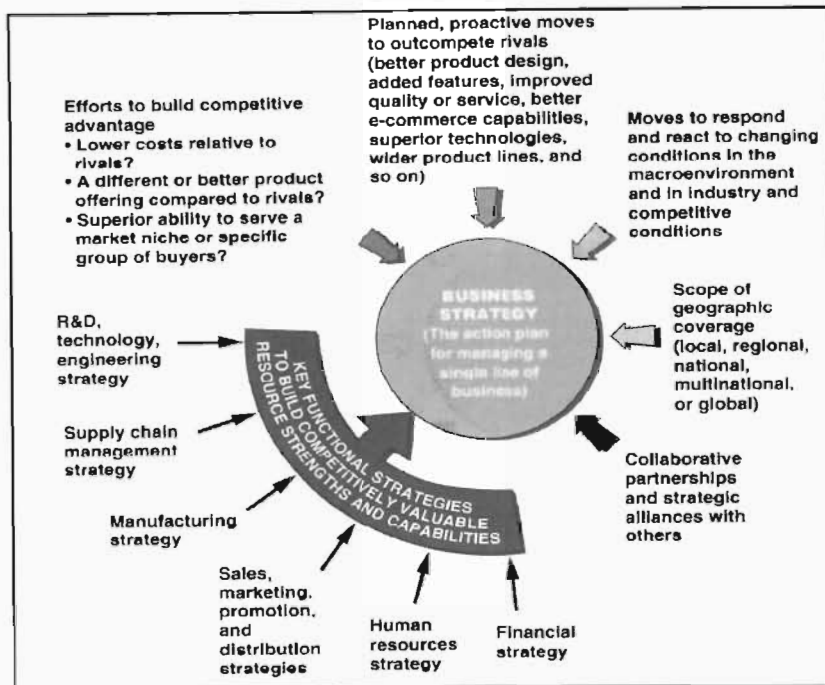 Planned, proactive moves
to outcompete rivals
(better product design,
added features, improved
quality or service, better
e-commerce capabilities,
superior technologies,
wider product lines, and
so on)
Efforts to build competitive
advantage
• Lower costs relative to
rivals?
• A different or better product
offering compared to rivals?
• Superior ability to serve a
market niche or specific
group of buyers?
Moves to respond
and react to changing
conditions in the
macroenvironment
and in industry and
competitive
conditions
BUSINESS
STRATEGY
(The action plan
for managing a
single line of
business)
Scope of
geographic
coverage
(local, regional,
national,
multinational,
or global)
Collaborative
partnerships
and strategic
alliances with
others
R&D,
technology,
engineering
strategy
Supply chain
management
strategy
Manufacturing
strategy
Sales,
marketing,
promotion,
and
distribution
strategies
Human
resources
strategy
Financial
strategy
KEY FUNCTIONAL STRATEGIES
TO BUILD COMPETITIVELY VALUABLE
RESOURCE STRENGTHS AND CAPABILITIES